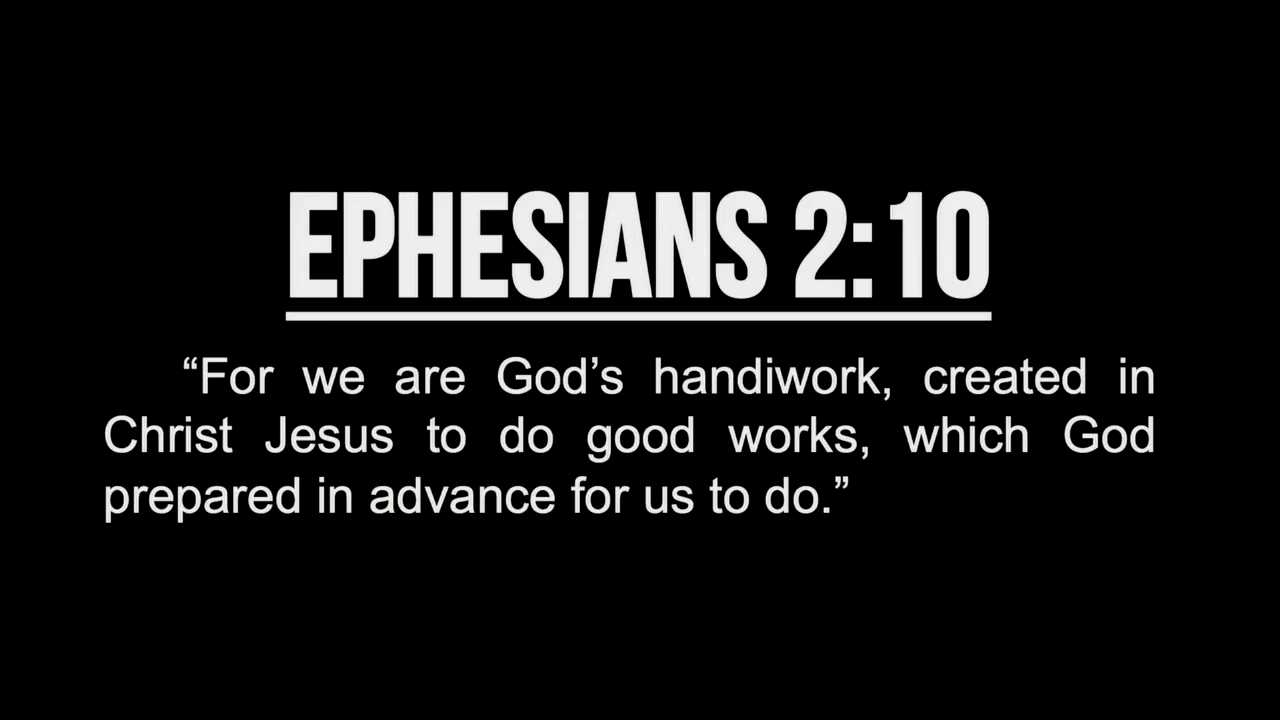 EPHESIANS 2:10
“For we are God’s handiwork, created in
Christ Jesus to do good works, which God
prepared in advance for us to do.”